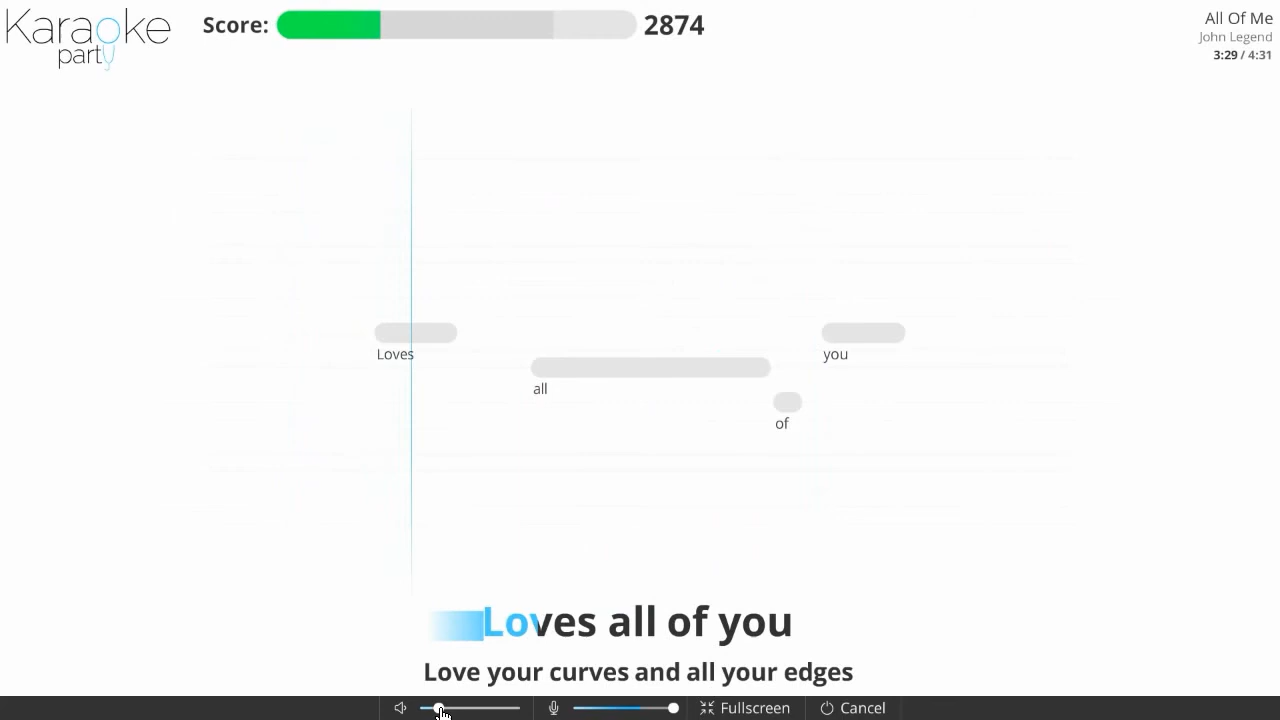 Karaoke
party
Score: 2874
All Of Me
John Legend
3:29 / 4:31
Loves
you
all
of
Loves all of you
Love your curves and all your edges
Fullscreen
Cancel